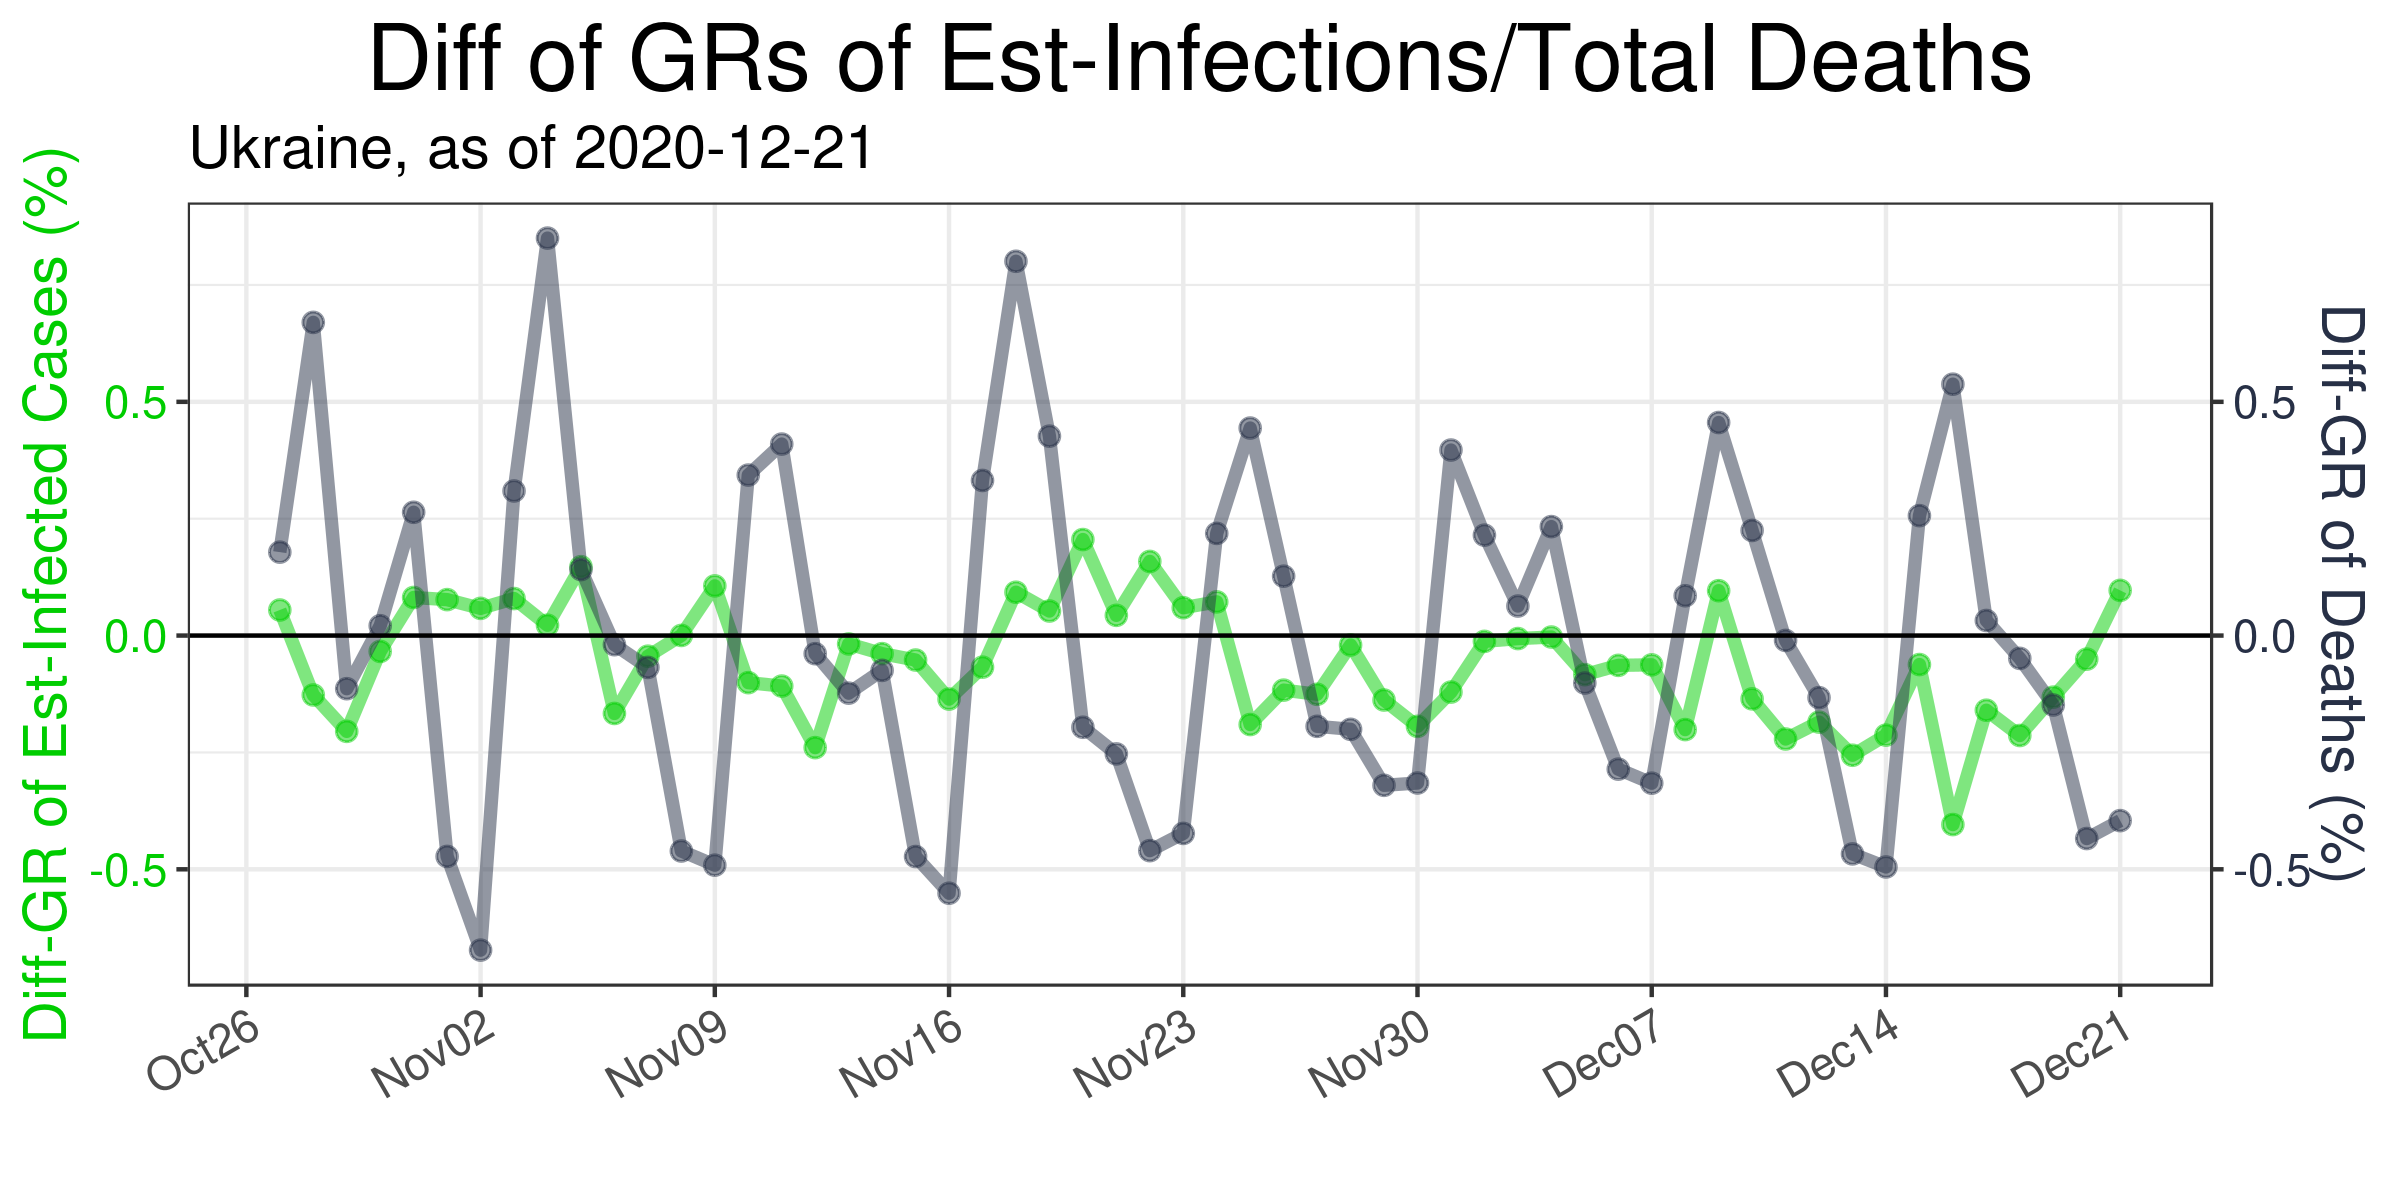 Diff of GRs of Est-Infections/Total Deaths
Ukraine, as of 2020-12-21
Diff-GR of Est-Infected Cases (%)
0.5
0.0
-0.5
0.5
0.0
-0.5
Diff-GR of Deaths (%)
Oct26
Nov02
Nov09
Nov16
Nov23
Nov30
Dec07
Dec14
Dec21